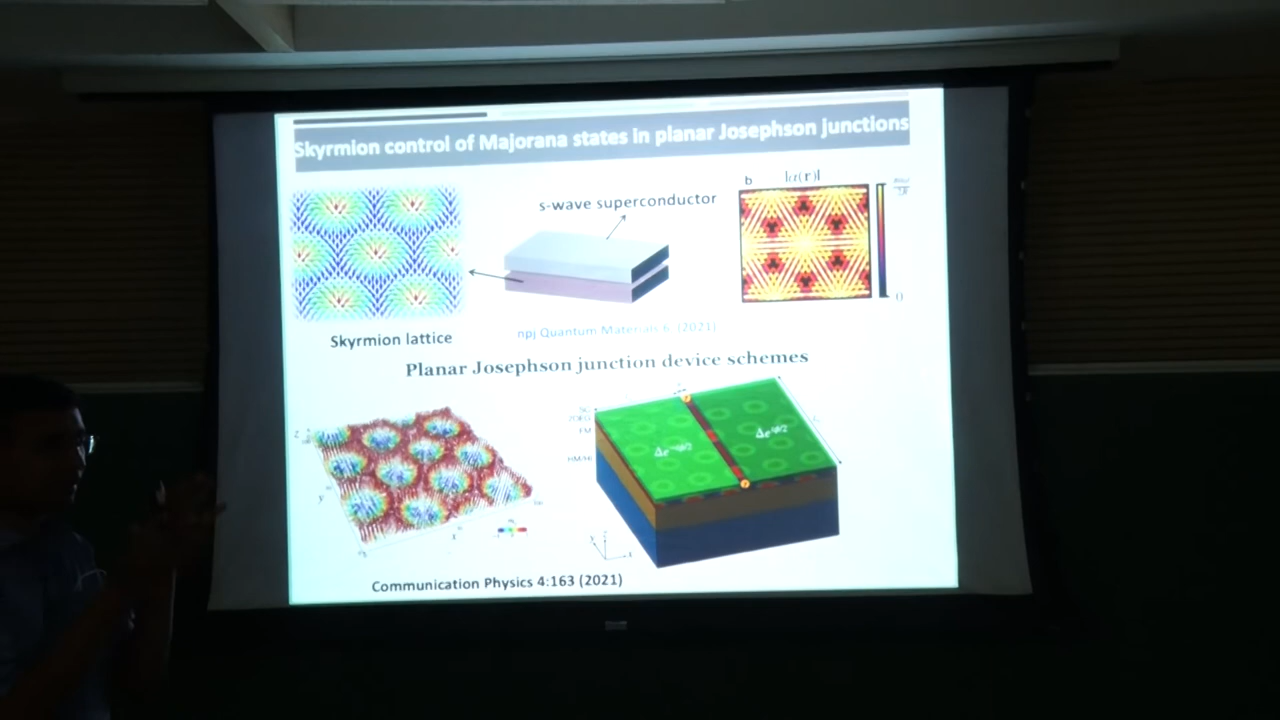 Skyrmion control of Majorana states in planar Josephson junctions
b |α(r)|
s-wave superconductor
0
Skyrmion lattice
npj Quantum Materials 6 (2021)
Planar Josephson junction device schemes
z
y
x
Communication Physics 4:163 (2021)